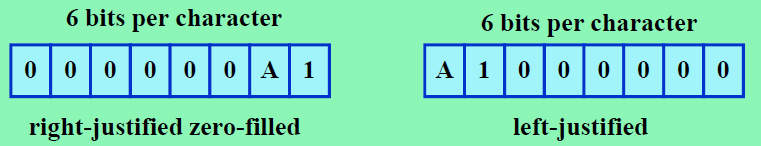 6 bits per character
0 0 0 0 0 0 A 1
right-justified zero-filled
6 bits per character
A 1 0 0 0 0 0 0
left-justified